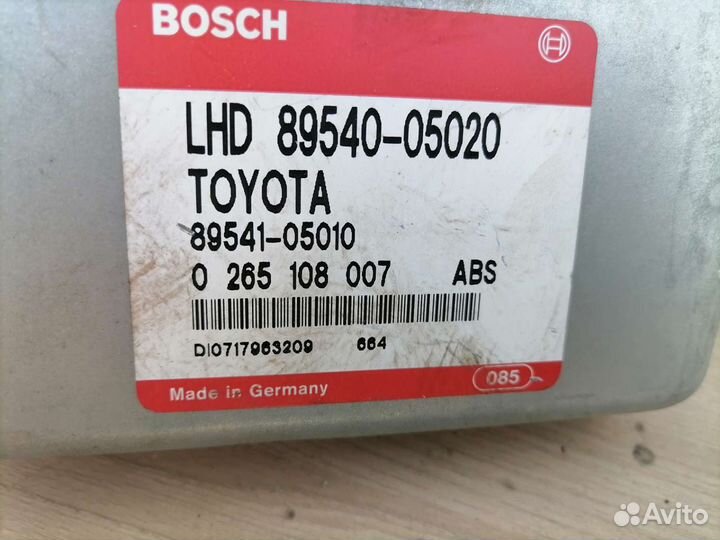 BOSCH
LHD 89540-05020
TOYOTA
89541-05010
0 265 108 007 ABS
DI0717963209 664
Made in Germany 085
Avito